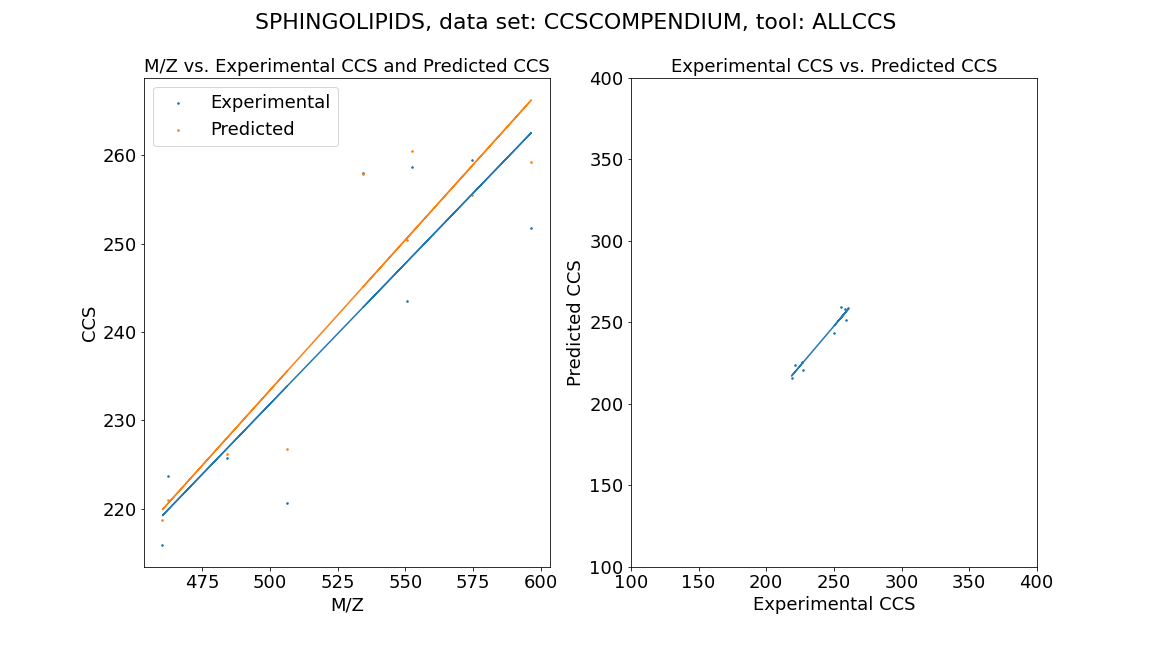 SPHINGOLIPIDS, data set: CCSCOMPENDIUM, tool: ALLCCS
M/Z vs. Experimental CCS and Predicted CCS
Experimental
Predicted
260
250
240
230
220
CCS
475 500 525 550 575 600
M/Z
Experimental CCS vs. Predicted CCS
400
350
300
250
200
150
100
Predicted CCS
100 150 200 250 300 350 400
Experimental CCS